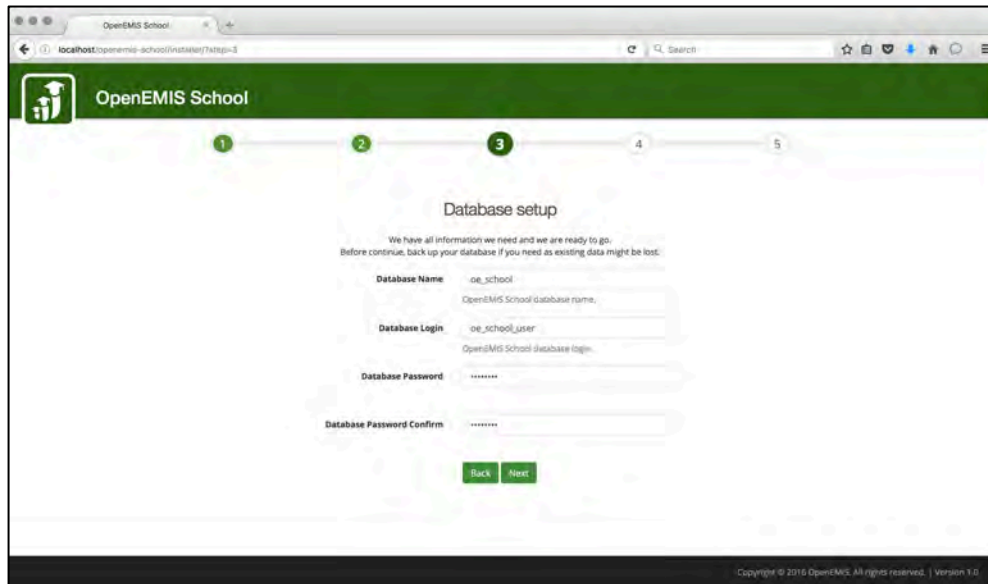 OpenEMIS School
localhost/openemis-school/installer/?step=3
Search
OpenEMIS School
1 2 3 4 5
Database setup
We have all information we need and we are ready to go.
Before continue, back up your database if you need as existing data might be lost.
Database Name oe_school
OpenEMIS School database name.
Database Login oe_school_user
OpenEMIS School database login.
Database Password ••••••••
Database Password Confirm ••••••••
Back Next
Copyright © 2016 OpenEMIS. All rights reserved. | Version 1.0